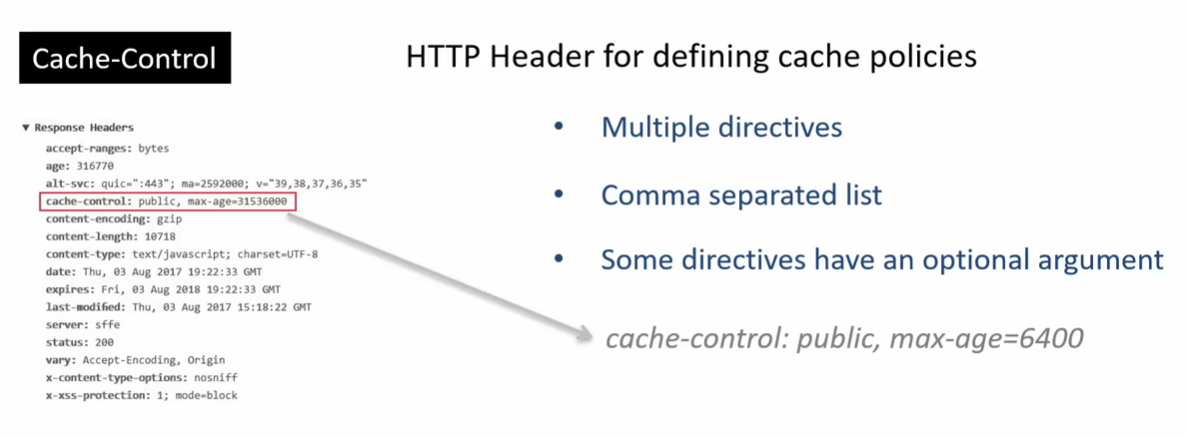 Cache-Control
HTTP Header for defining cache policies
▼ Response Headers
accept-ranges: bytes
age: 316770
alt-svc: quic=":443"; ma=2592000; v="39,38,37,36,35"
cache-control: public, max-age=31536000
content-encoding: gzip
content-length: 10718
content-type: text/javascript; charset=UTF-8
date: Thu, 03 Aug 2017 19:22:33 GMT
expires: Fri, 03 Aug 2018 19:22:33 GMT
last-modified: Thu, 03 Aug 2017 15:18:22 GMT
server: sffe
status: 200
vary: Accept-Encoding, Origin
x-content-type-options: nosniff
x-xss-protection: 1; mode=block
• Multiple directives
• Comma separated list
• Some directives have an optional argument
cache-control: public, max-age=6400